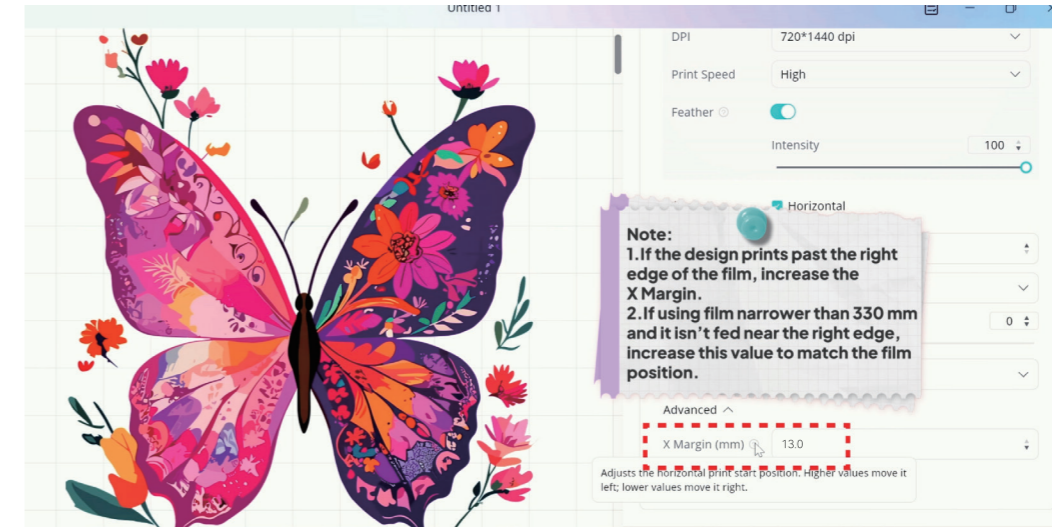 Untitled 1
DPI 720*1440 dpi
Print Speed High
Feather
Intensity 100
Horizontal
Note:
1.If the design prints past the right
edge of the film, increase the
X Margin.
2.If using film narrower than 330 mm
and it isn't fed near the right edge,
increase this value to match the film
position.
0
Advanced
X Margin (mm) 13.0
Adjusts the horizontal print start position. Higher values move it
left; lower values move it right.